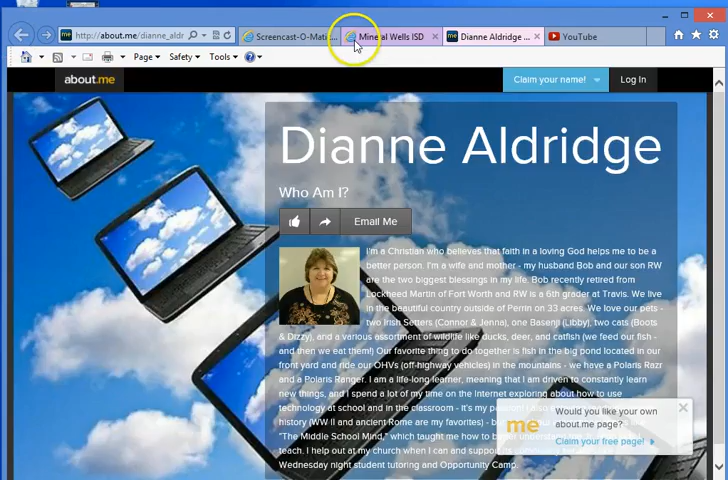 http://about.me/dianne_aldr
Screencast-O-Matic...
Mineral Wells ISD
Dianne Aldridge ...
YouTube
Page
Safety
Tools
about.me
Claim your name!
Log In
Dianne Aldridge
Who Am I?
Email Me
I'm a Christian who believes that faith in a loving God helps me to be a
better person. I'm a wife and mother - my husband Bob and our son RW
are the two biggest blessings in my life. Bob recently retired from
Lockheed Martin of Fort Worth and RW is a 6th grader at Travis. We live
in the beautiful country outside of Perrin on 33 acres. We love our pets -
two Irish Setters (Connor & Jenna), one Basenji (Libby), two cats (Boots
& Dizzy), and a various assortment of wildlife like ducks, deer, and catfish (we feed our fish -
and then we eat them!) Our favorite thing to do together is fish in the big pond located in our
front yard and ride our OHVs (off-highway vehicles) in the mountains - we have a Polaris Razr
and a Polaris Ranger. I am a life-long learner, meaning that I am driven to constantly learn
new things, and I spend a lot of my time on the Internet exploring about how to use
technology at school and in the classroom - it's my
history (WW II and ancient Rome are my favorites) -
"The Middle School Mind," which taught me how to
teach. I help out at my church when I can and
Wednesday night student tutoring and Opportunity Camp.
me
Would you like your own
about.me page?
Claim your free page!